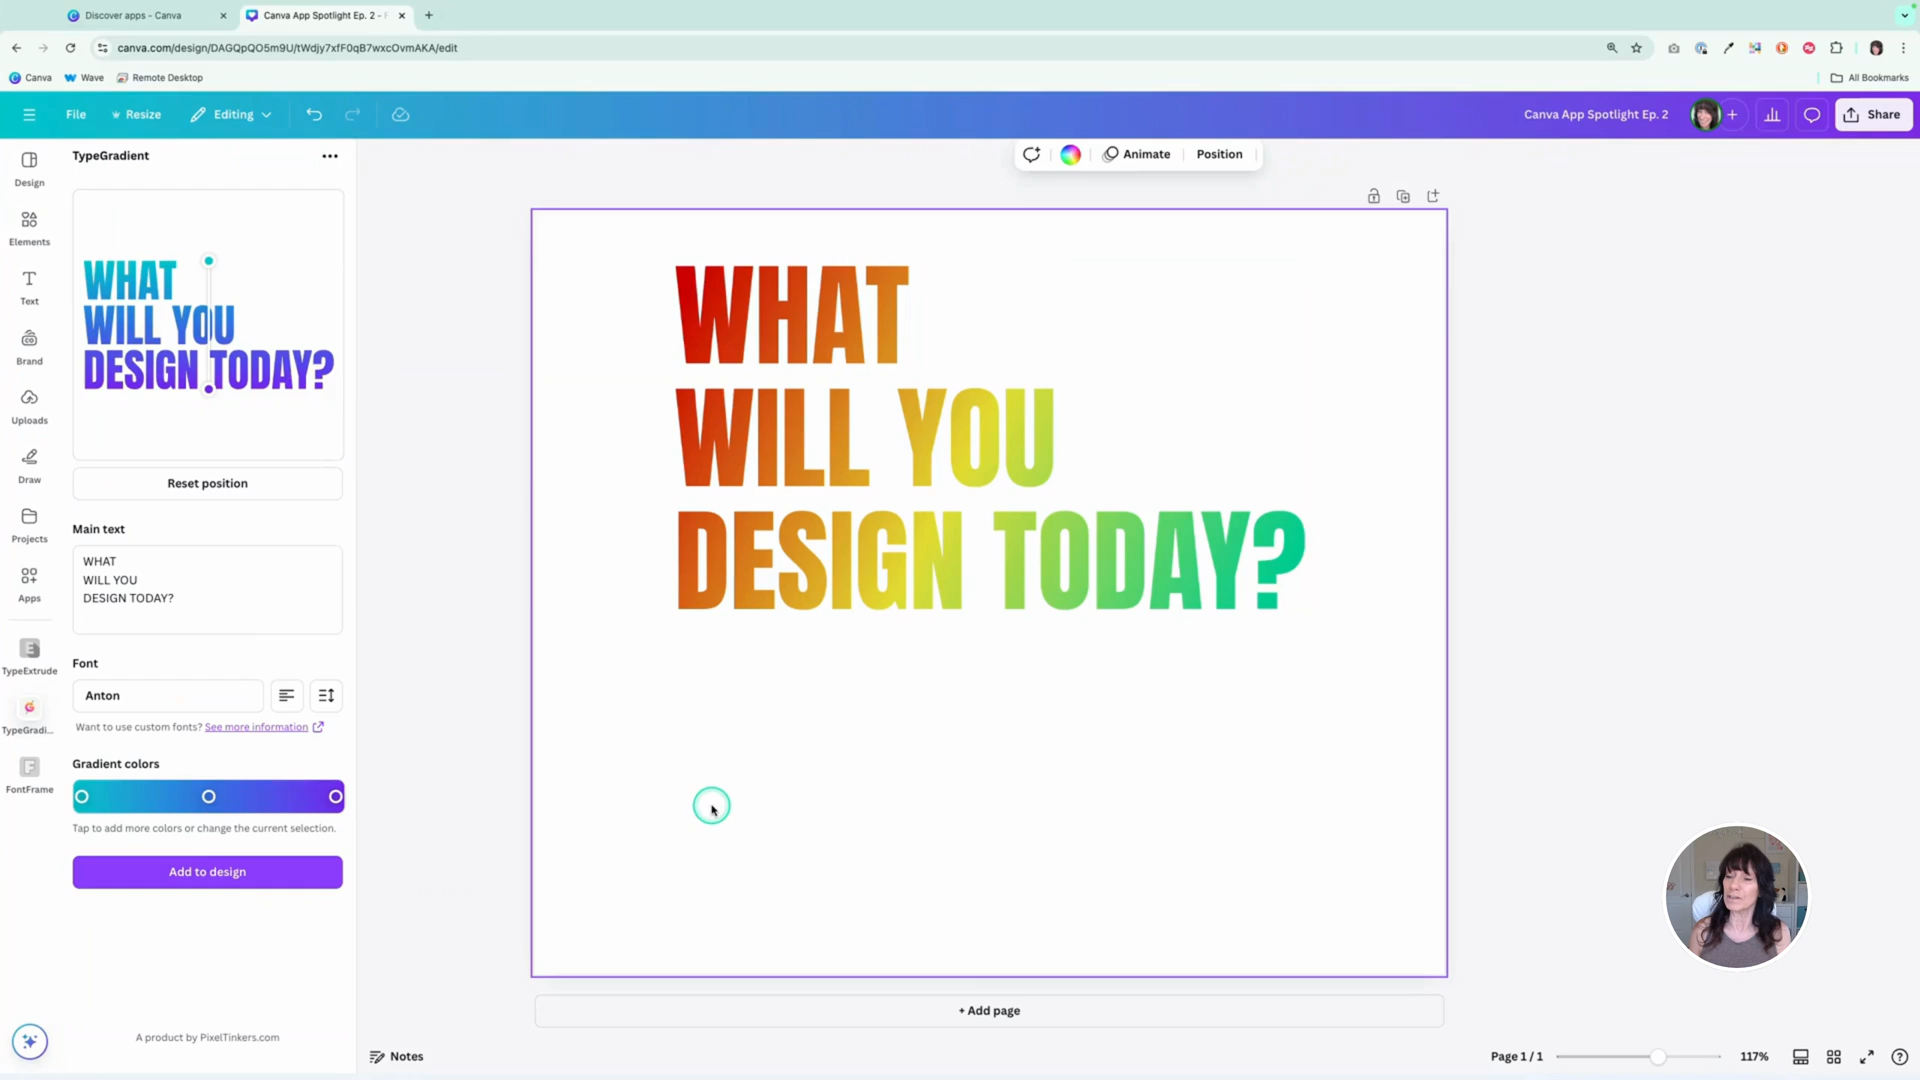 Discover apps - Canva
Canva App Spotlight Ep. 2 -
canva.com/design/DAGQpQO5m9U/tWdjy7xfF0qB7wxcOvmAKA/edit
Canva
Wave
Remote Desktop
All Bookmarks
File
Resize
Editing
Canva App Spotlight Ep. 2
Share
Design
Elements
Text
Brand
Uploads
Draw
Projects
Apps
TypeExtrude
TypeGradi...
FontFrame
TypeGradient
WHAT
WILL YOU
DESIGN TODAY?
Reset position
Main text
WHAT
WILL YOU
DESIGN TODAY?
Font
Anton
Want to use custom fonts? See more information
Gradient colors
Tap to add more colors or change the current selection.
Add to design
A product by PixelTinkers.com
Animate
Position
WHAT
WILL YOU
DESIGN TODAY?
+ Add page
Notes
Page 1 / 1
117%